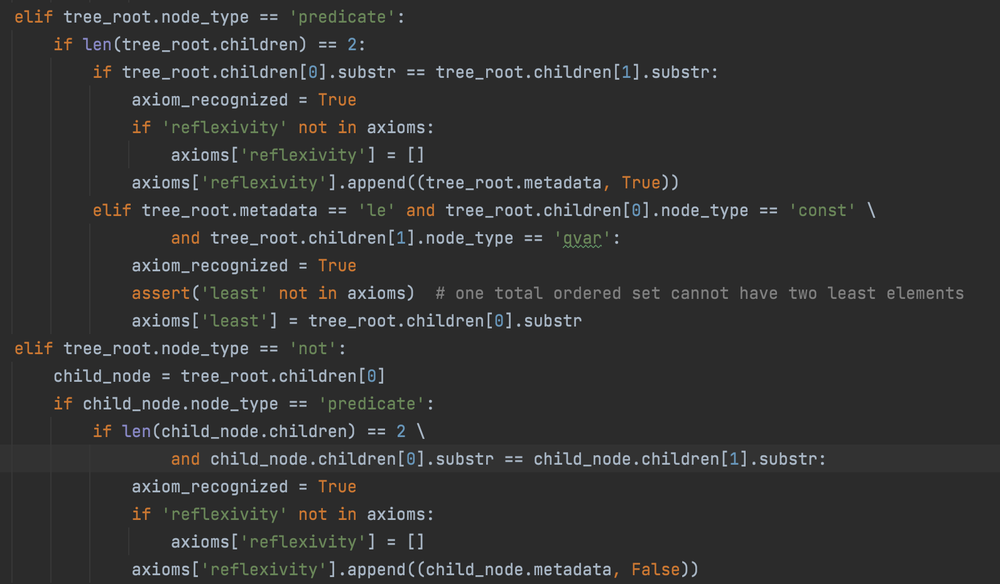 elif tree_root.node_type == 'predicate':
    if len(tree_root.children) == 2:
        if tree_root.children[0].substr == tree_root.children[1].substr:
            axiom_recognized = True
            if 'reflexivity' not in axioms:
                axioms['reflexivity'] = []
            axioms['reflexivity'].append((tree_root.metadata, True))
        elif tree_root.metadata == 'le' and tree_root.children[0].node_type == 'const' \
                and tree_root.children[1].node_type == 'qvar':
            axiom_recognized = True
            assert('least' not in axioms)  # one total ordered set cannot have two least elements
            axioms['least'] = tree_root.children[0].substr
elif tree_root.node_type == 'not':
    child_node = tree_root.children[0]
    if child_node.node_type == 'predicate':
        if len(child_node.children) == 2 \
                and child_node.children[0].substr == child_node.children[1].substr:
            axiom_recognized = True
            if 'reflexivity' not in axioms:
                axioms['reflexivity'] = []
            axioms['reflexivity'].append((child_node.metadata, False))